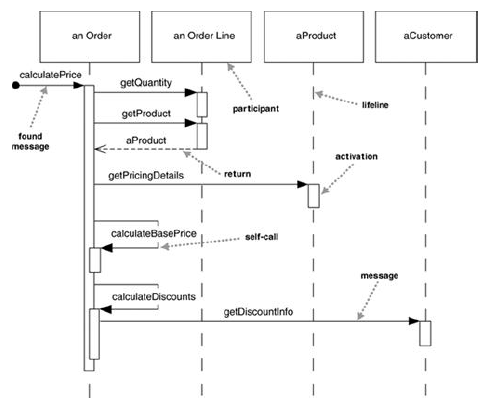 an Order
an Order Line
aProduct
aCustomer
calculatePrice
getQuantity
participant
lifeline
found
message
getProduct
aProduct
return
getPricingDetails
activation
calculateBasePrice
self-call
message
calculateDiscounts
getDiscountInfo